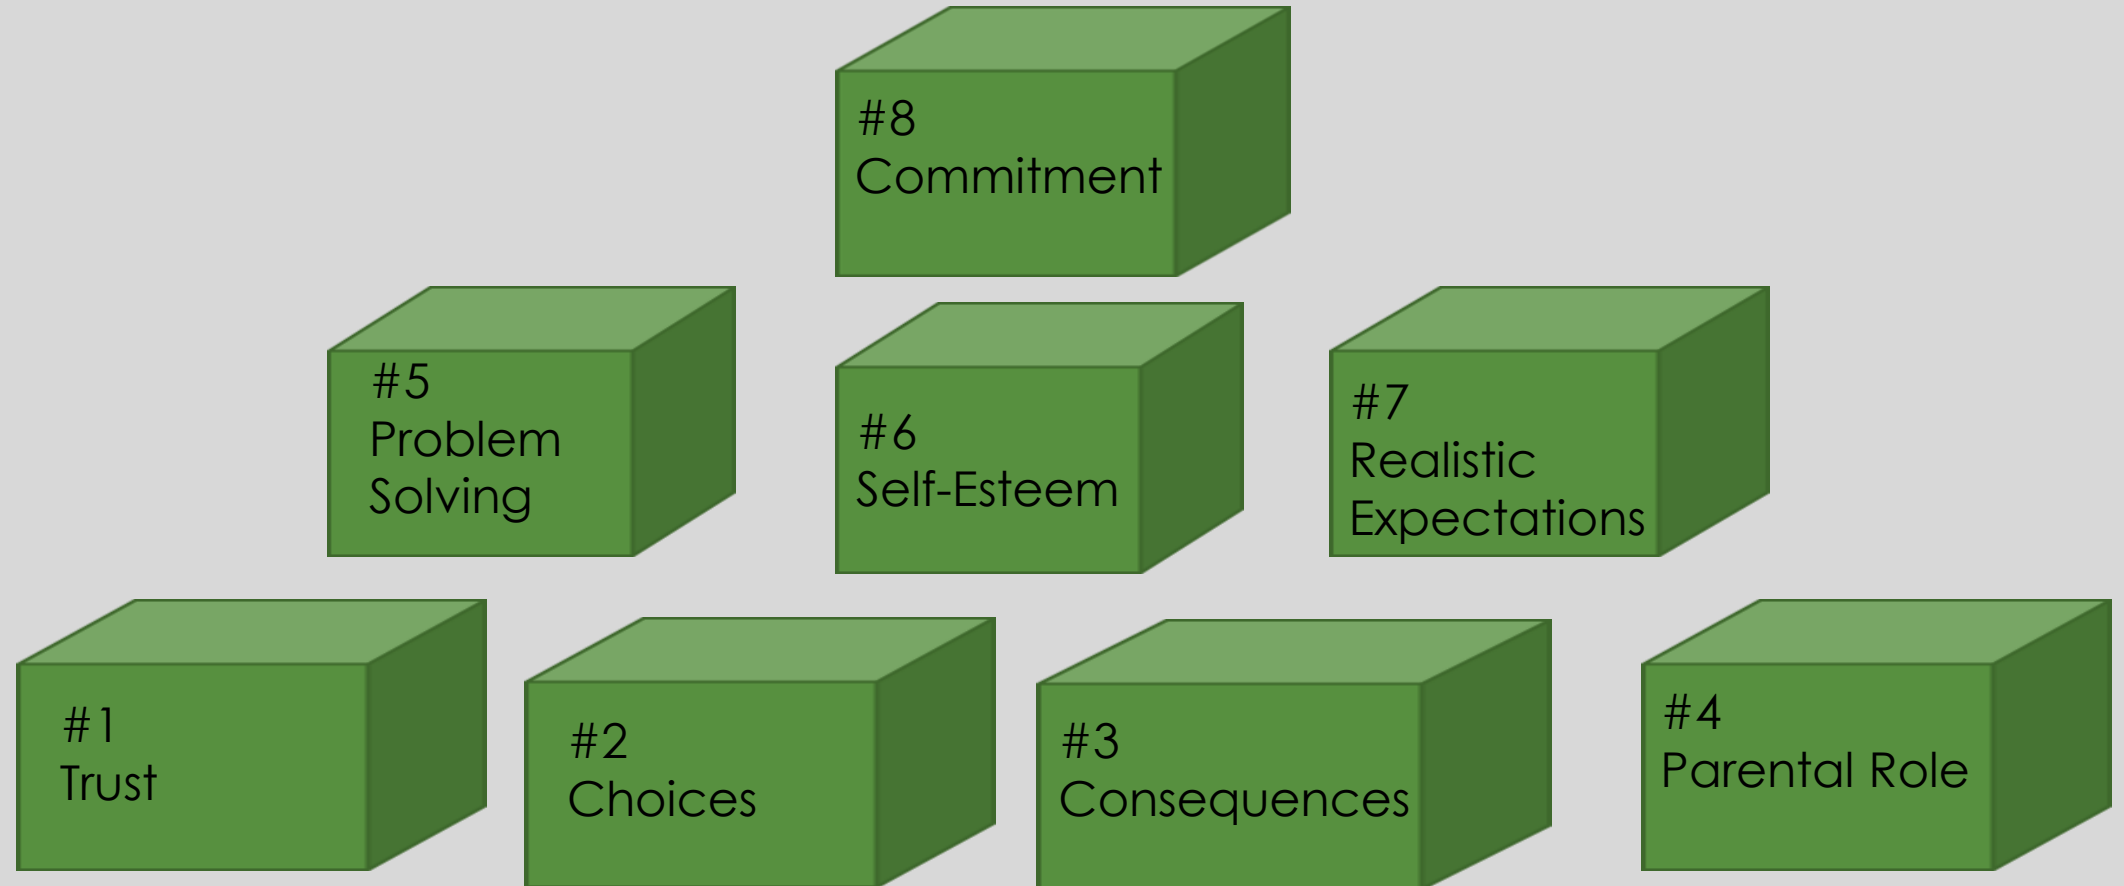 #8
Commitment
#5
Problem
Solving
#6
Self-Esteem
#7
Realistic
Expectations
#1
Trust
#2
Choices
#3
Consequences
#4
Parental Role